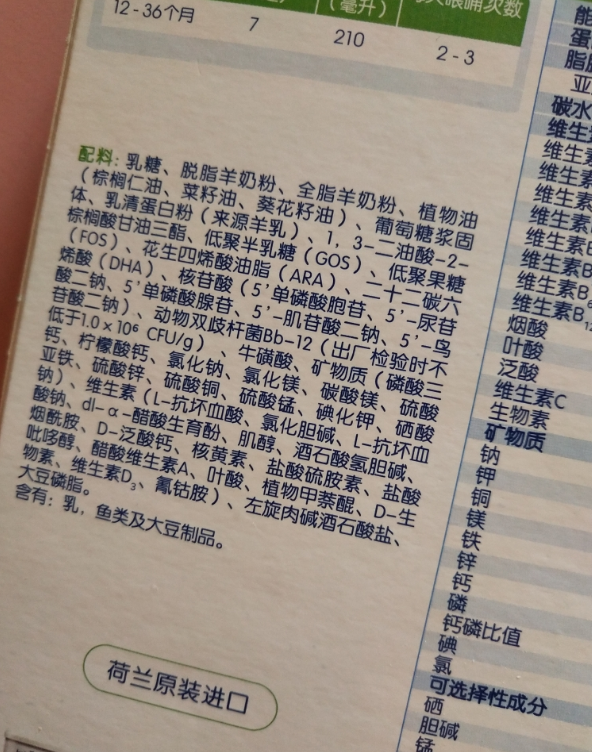 （毫升）
喂哺次数
12-36个月
7
210
2-3
配料：乳糖、脱脂羊奶粉、全脂羊奶粉、植物油
（棕榈仁油、菜籽油、葵花籽油）、葡萄糖浆固
体、乳清蛋白粉（来源羊乳）、1，3-二油酸-2-
棕榈酸甘油三酯、低聚半乳糖（GOS）、低聚果糖
（FOS）、花生四烯酸油脂（ARA）、二十二碳六
烯酸（DHA）、核苷酸（5'单磷酸胞苷、5'-尿苷
酸二钠、5'单磷酸腺苷、5'-肌苷酸二钠、5'-鸟
苷酸二钠）、动物双歧杆菌Bb-12（出厂检验时不
低于1.0×10⁶ CFU/g）、牛磺酸、矿物质（磷酸三
钙、柠檬酸钙、氯化钠、氯化镁、碳酸镁、硫酸
亚铁、硫酸锌、硫酸铜、硫酸锰、碘化钾、硒酸
钠）、维生素（L-抗坏血酸、氯化胆碱、L-抗坏血
酸钠、dl-α-醋酸生育酚、肌醇、酒石酸氢胆碱、
烟酰胺、D-泛酸钙、核黄素、盐酸硫胺素、盐酸
吡哆醇、醋酸维生素A、叶酸、植物甲萘醌、D-生
物素、维生素D₃、氰钴胺）、左旋肉碱酒石酸盐、
大豆磷脂。
含有：乳，鱼类及大豆制品。
荷兰原装进口
能
蛋
脂肪
亚
碳水
维生素
维生素
维生素
维生素
维生素
维生素B
维生素B
维生素B
维生素B₁₂
烟酸
叶酸
泛酸
维生素C
生物素
矿物质
钠
钾
铜
镁
铁
锌
钙
磷
钙磷比值
碘
氯
可选择性成分
硒
胆碱
锰